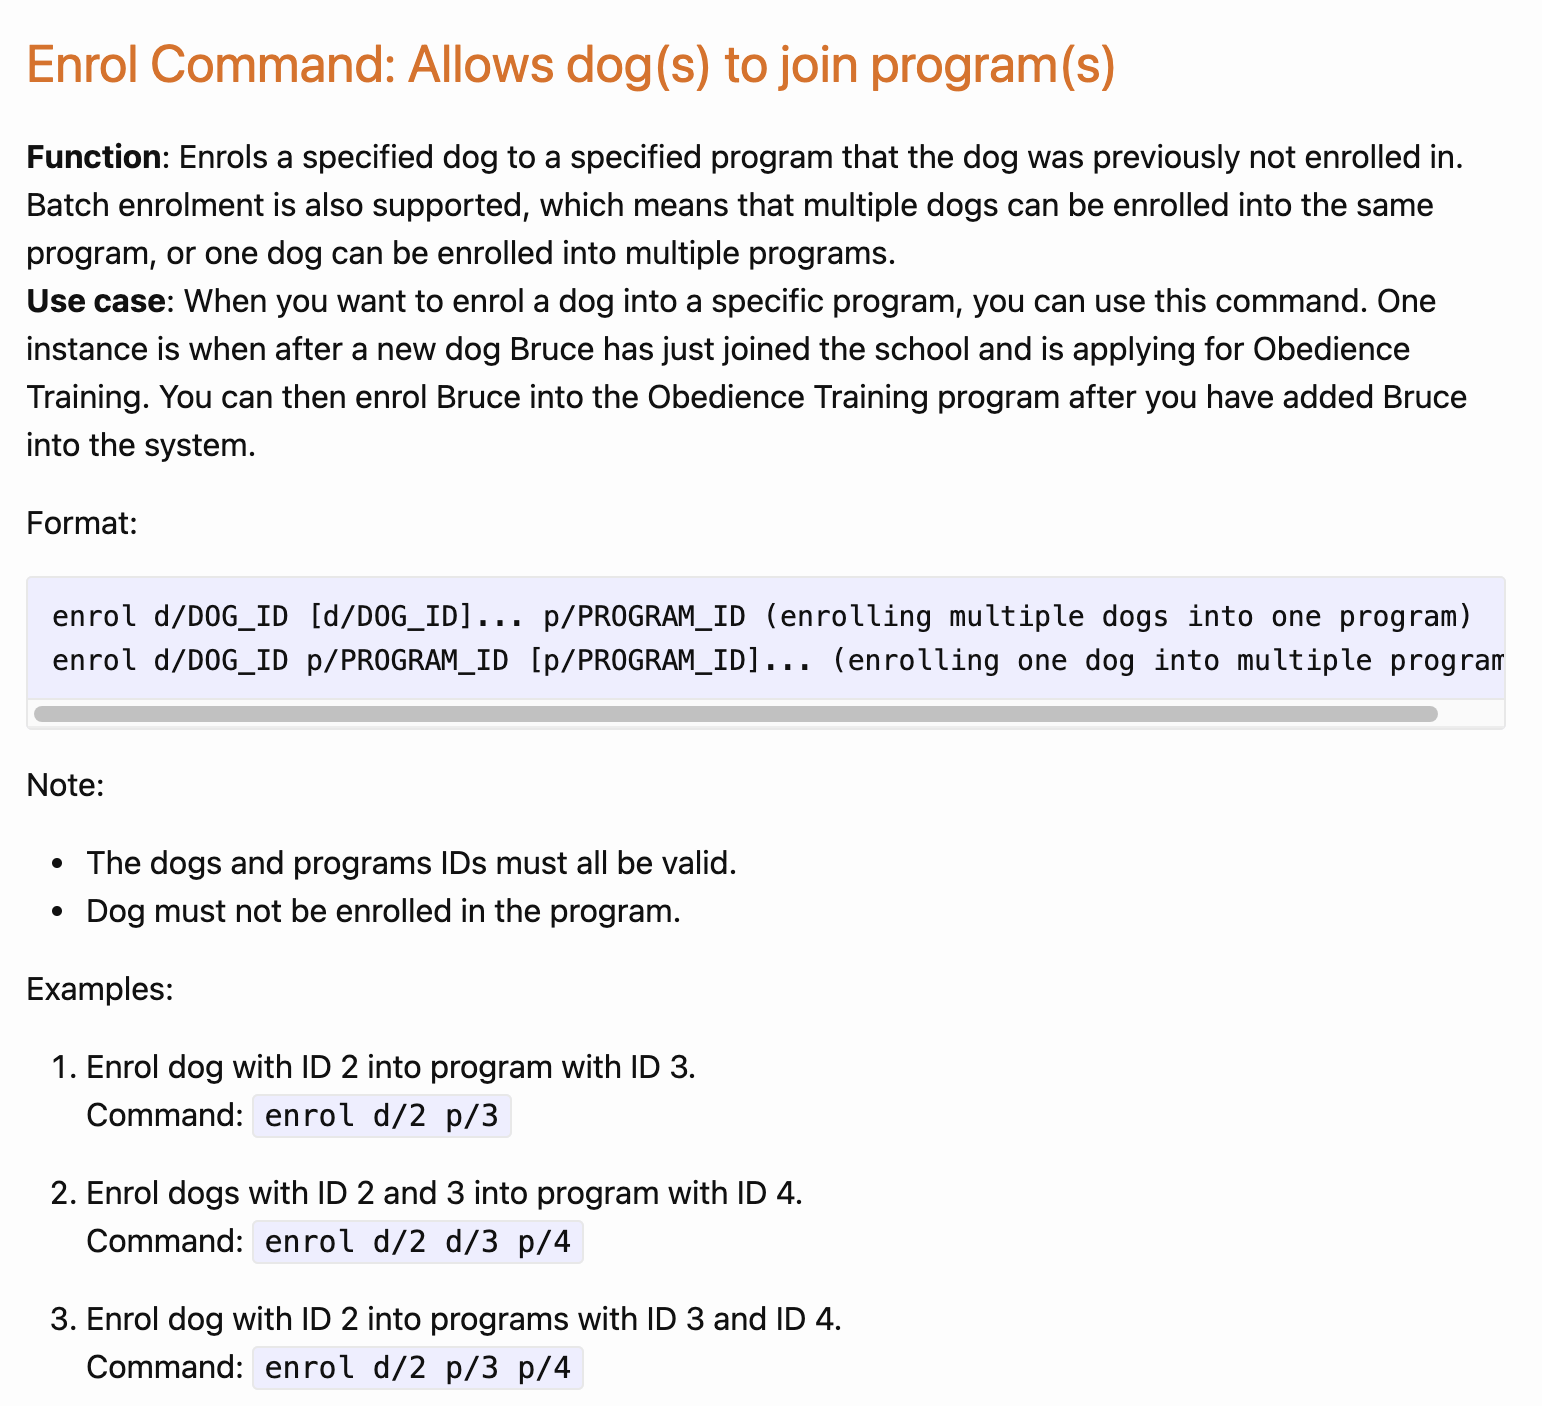 Enrol Command: Allows dog(s) to join program(s)
Function: Enrols a specified dog to a specified program that the dog was previously not enrolled in.
Batch enrolment is also supported, which means that multiple dogs can be enrolled into the same
program, or one dog can be enrolled into multiple programs.
Use case: When you want to enrol a dog into a specific program, you can use this command. One
instance is when after a new dog Bruce has just joined the school and is applying for Obedience
Training. You can then enrol Bruce into the Obedience Training program after you have added Bruce
into the system.
Format:
enrol d/DOG_ID [d/DOG_ID]... p/PROGRAM_ID (enrolling multiple dogs into one program)
enrol d/DOG_ID p/PROGRAM_ID [p/PROGRAM_ID]... (enrolling one dog into multiple program
Note:
• The dogs and programs IDs must all be valid.
• Dog must not be enrolled in the program.
Examples:
1. Enrol dog with ID 2 into program with ID 3.
Command: enrol d/2 p/3
2. Enrol dogs with ID 2 and 3 into program with ID 4.
Command: enrol d/2 d/3 p/4
3. Enrol dog with ID 2 into programs with ID 3 and ID 4.
Command: enrol d/2 p/3 p/4